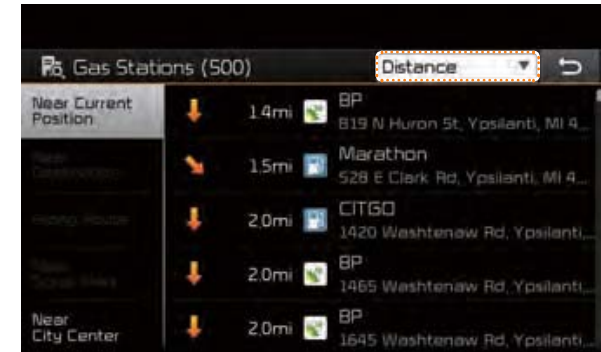 Gas Stations (500)
Distance
Near Current
Position
1.4mi
BP
819 N Huron St, Ypsilanti, MI 4...
1.5mi
Marathon
528 E Clark Rd, Ypsilanti, MI 4...
2.0mi
CITGO
1420 Washtenaw Rd, Ypsilanti,...
2.0mi
BP
1465 Washtenaw Rd, Ypsilanti,...
Near
City Center
2.0mi
BP
1645 Washtenaw Rd, Ypsilanti,...